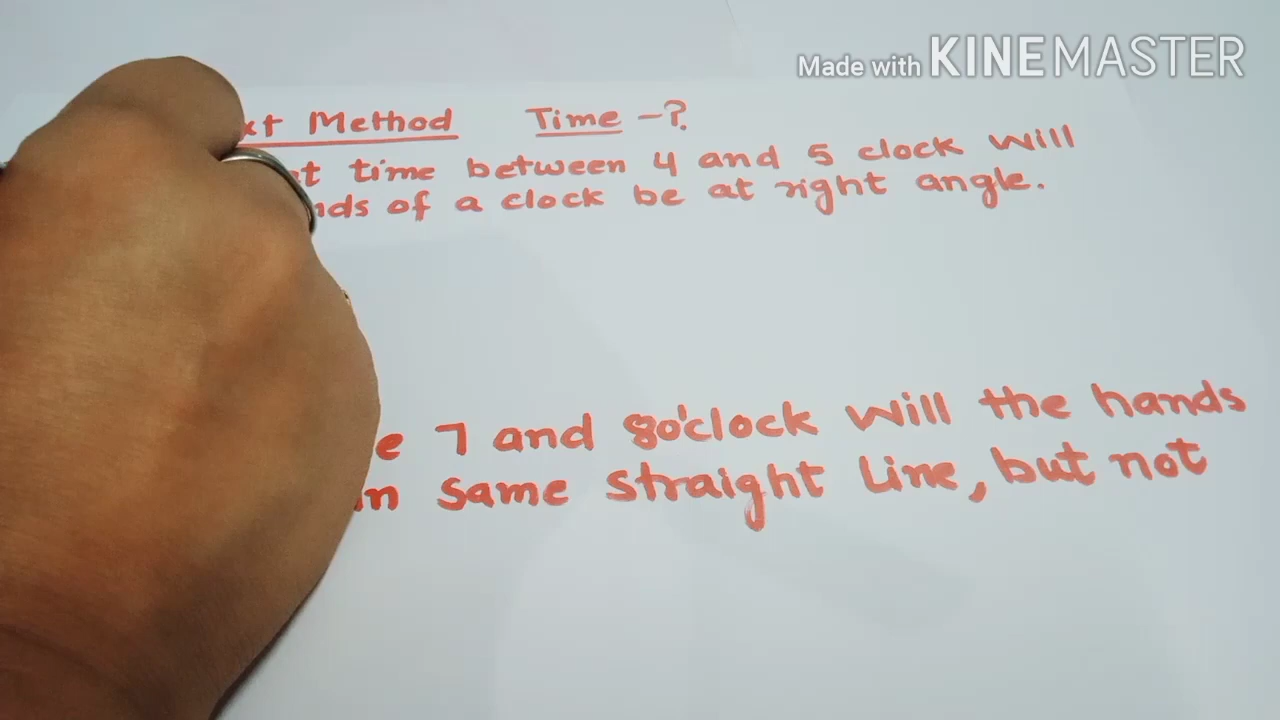 Made with KINEMASTER
Method Time -?
time between 4 and 5 clock will
of a clock be at right angle.
7 and 8o'clock will the hands
same straight line, but not